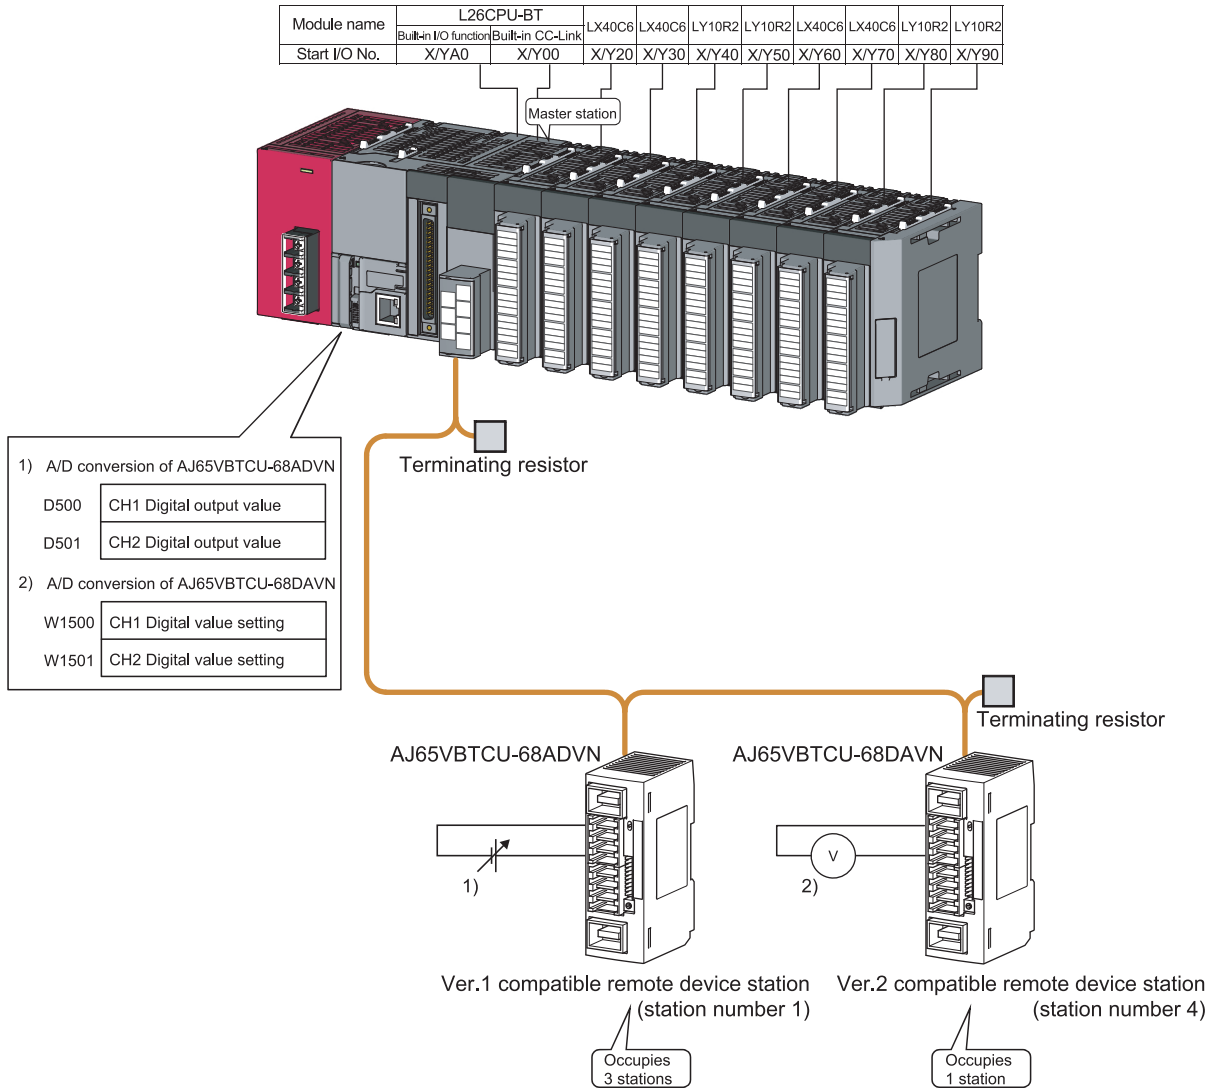 Module name L26CPU-BT LX40C6 LX40C6 LY10R2 LY10R2 LX40C6 LX40C6 LY10R2 LY10R2
Built-in I/O function Built-in CC-Link
Start I/O No. X/YA0 X/Y00 X/Y20 X/Y30 X/Y40 X/Y50 X/Y60 X/Y70 X/Y80 X/Y90
Master station
Terminating resistor
1) A/D conversion of AJ65VBTCU-68ADVN
D500 CH1 Digital output value
D501 CH2 Digital output value
2) A/D conversion of AJ65VBTCU-68DAVN
W1500 CH1 Digital value setting
W1501 CH2 Digital value setting
Terminating resistor
AJ65VBTCU-68ADVN
AJ65VBTCU-68DAVN
1)
V
2)
Ver.1 compatible remote device station
(station number 1)
Occupies
3 stations
Ver.2 compatible remote device station
(station number 4)
Occupies
1 station